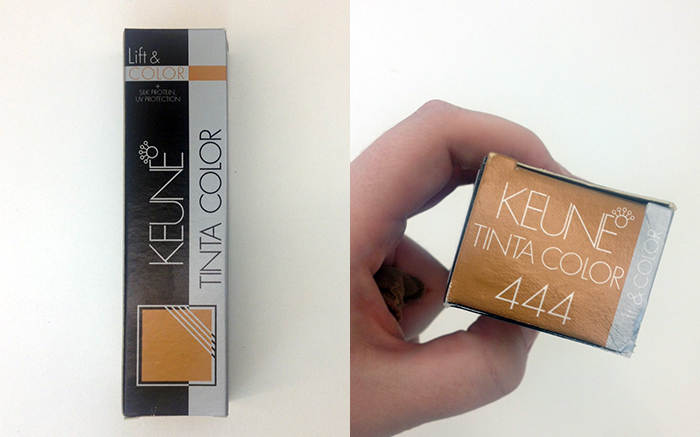 Lift &
COLOR
+
SILK PROTEIN,
UV PROTECTION
KEUNE
TINTA COLOR
KEUNE
TINTA COLOR
444
Lift & COLOR